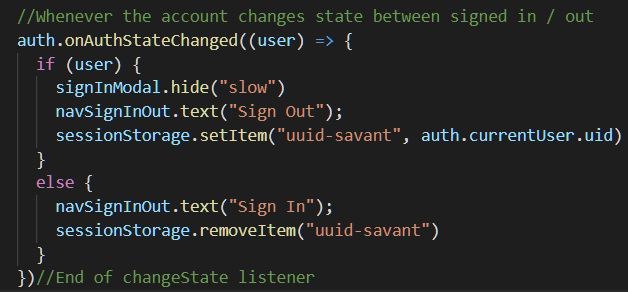 //Whenever the account changes state between signed in / out
auth.onAuthStateChanged((user) => {
if (user) {
signInModal.hide("slow")
navSignInOut.text("Sign Out");
sessionStorage.setItem("uuid-savant", auth.currentUser.uid)
}
else {
navSignInOut.text("Sign In");
sessionStorage.removeItem("uuid-savant")
}
})//End of changeState listener